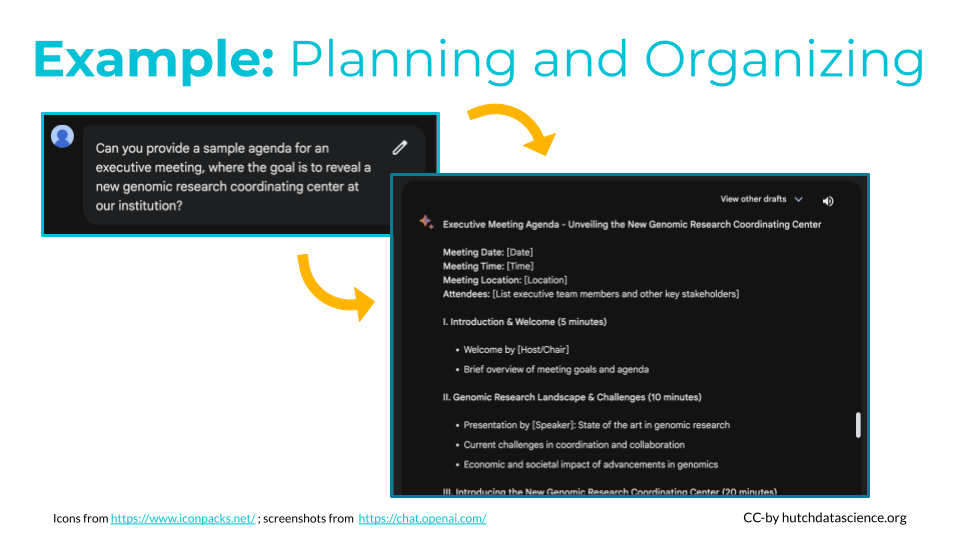 Example: Planning and Organizing
Can you provide a sample agenda for an
executive meeting, where the goal is to reveal a
new genomic research coordinating center at
our institution?
View other drafts
Executive Meeting Agenda - Unveiling the New Genomic Research Coordinating Center
Meeting Date: [Date]
Meeting Time: [Time]
Meeting Location: [Location]
Attendees: [List executive team members and other key stakeholders]
I. Introduction & Welcome (5 minutes)
• Welcome by [Host/Chair]
• Brief overview of meeting goals and agenda
II. Genomic Research Landscape & Challenges (10 minutes)
• Presentation by [Speaker]: State of the art in genomic research
• Current challenges in coordination and collaboration
• Economic and societal impact of advancements in genomics
III. Introducing the New Genomic Research Coordinating Center (20 minutes)
Icons from https://www.iconpacks.net/ ; screenshots from https://chat.openai.com/
CC-by hutchdatascience.org